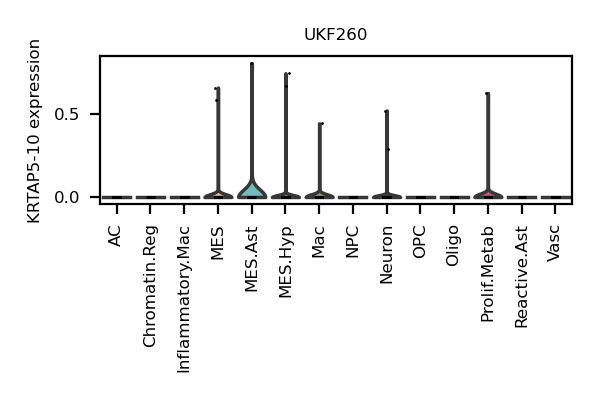 UKF260
KRTAP5-10 expression
0.5
0.0
AC
Chromatin.Reg
Inflammatory.Mac
MES
MES.Ast
MES.Hyp
Mac
NPC
Neuron
OPC
Oligo
Prolif.Metab
Reactive.Ast
Vasc